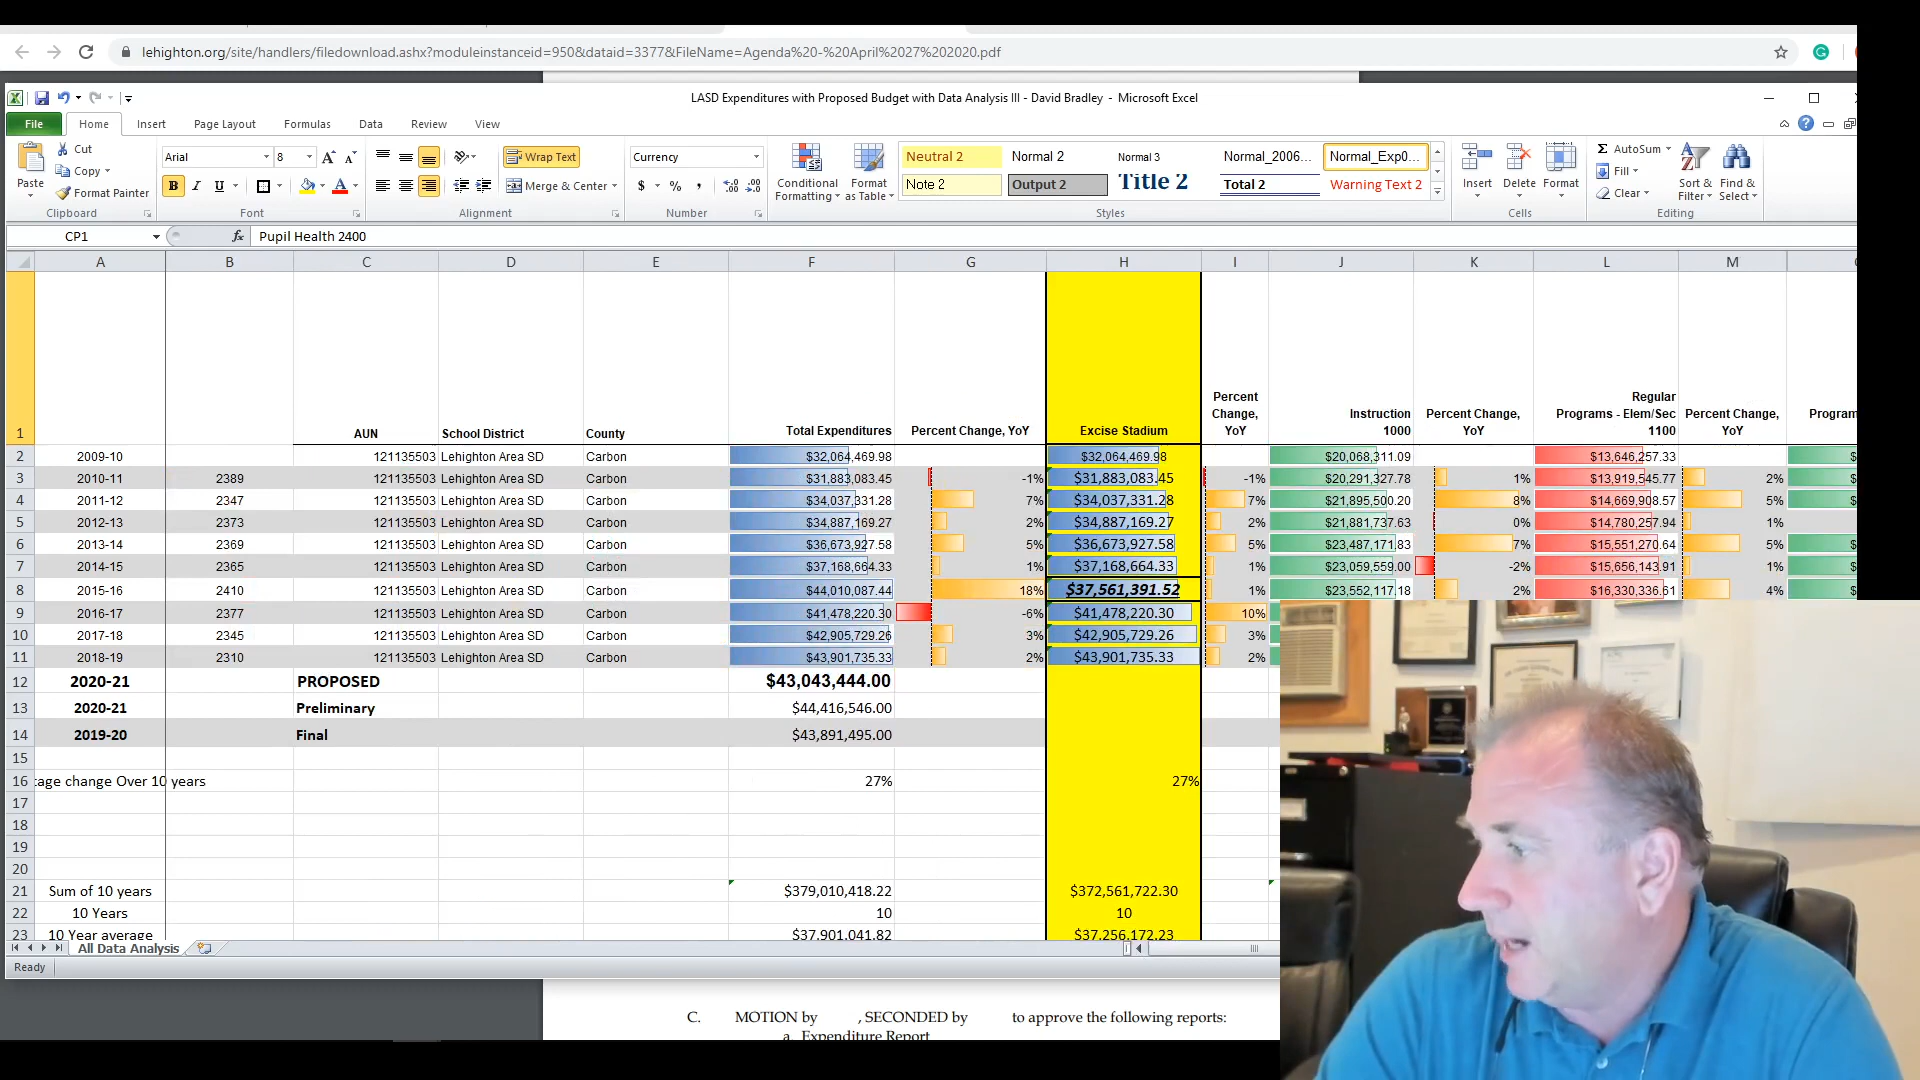 lehighton.org/site/handlers/filedownload.ashx?moduleinstanceid=950&dataid=3377&FileName=Agenda%20-%20April%2027%202020.pdf
LASD Expenditures with Proposed Budget with Data Analysis III - David Bradley - Microsoft Excel
File Home Insert Page Layout Formulas Data Review View
Paste Cut Copy Format Painter Clipboard
Arial 8 A A B I U A Font
Wrap Text Merge & Center Alignment
Currency $ % , Number
Conditional Formatting Format as Table
Neutral 2 Normal 2 Normal 3 Normal_2006... Normal_Exp0...
Note 2 Output 2 Title 2 Total 2 Warning Text 2
Styles
Insert Delete Format Cells
AutoSum Fill Clear Sort & Filter Find & Select Editing
CP1 fx Pupil Health 2400
A B C D E F G H I J K L M
1 AUN School District County Total Expenditures Percent Change, YoY Excise Stadium Percent Change, YoY Instruction 1000 Percent Change, YoY Regular Programs - Elem/Sec 1100 Percent Change, YoY
2 2009-10 121135503 Lehighton Area SD Carbon $32,064,469.98 $32,064,469.98 $20,068,311.09 $13,646,257.33 $
3 2010-11 2389 121135503 Lehighton Area SD Carbon $31,883,083.45 -1% $31,883,083.45 -1% $20,291,327.78 1% $13,919,545.77 2% $
4 2011-12 2347 121135503 Lehighton Area SD Carbon $34,037,331.28 7% $34,037,331.28 7% $21,895,500.20 8% $14,669,908.57 5% $
5 2012-13 2373 121135503 Lehighton Area SD Carbon $34,887,169.27 2% $34,887,169.27 2% $21,881,737.63 0% $14,780,257.94 1%
6 2013-14 2369 121135503 Lehighton Area SD Carbon $36,673,927.58 5% $36,673,927.58 5% $23,487,171.83 7% $15,551,270.64 5% $
7 2014-15 2365 121135503 Lehighton Area SD Carbon $37,168,664.33 1% $37,168,664.33 1% $23,059,559.00 -2% $15,656,143.91 1% $
8 2015-16 2410 121135503 Lehighton Area SD Carbon $44,010,087.44 18% $37,561,391.52 1% $23,552,117.18 2% $16,330,336.61 4% $
9 2016-17 2377 121135503 Lehighton Area SD Carbon $41,478,220.30 -6% $41,478,220.30 10%
10 2017-18 2345 121135503 Lehighton Area SD Carbon $42,905,729.26 3% $42,905,729.26 3%
11 2018-19 2310 121135503 Lehighton Area SD Carbon $43,901,735.33 2% $43,901,735.33 2%
12 2020-21 PROPOSED $43,043,444.00
13 2020-21 Preliminary $44,416,546.00
14 2019-20 Final $43,891,495.00
15
16 tage change Over 10 years 27% 27%
17
18
19
20
21 Sum of 10 years $379,010,418.22 $372,561,722.30
22 10 Years 10 10
23 10 Year average $37,901,041.82 $37,256,172.23
All Data Analysis
Ready
C. MOTION by , SECONDED by to approve the following reports:
a. Expenditure Report